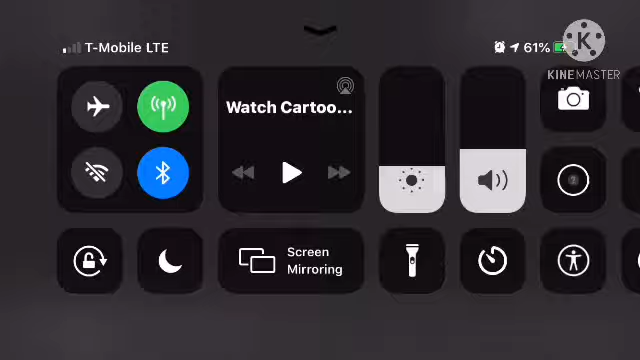 T-Mobile LTE
61%
K
KINEMASTER
Watch Cartoo...
Screen
Mirroring